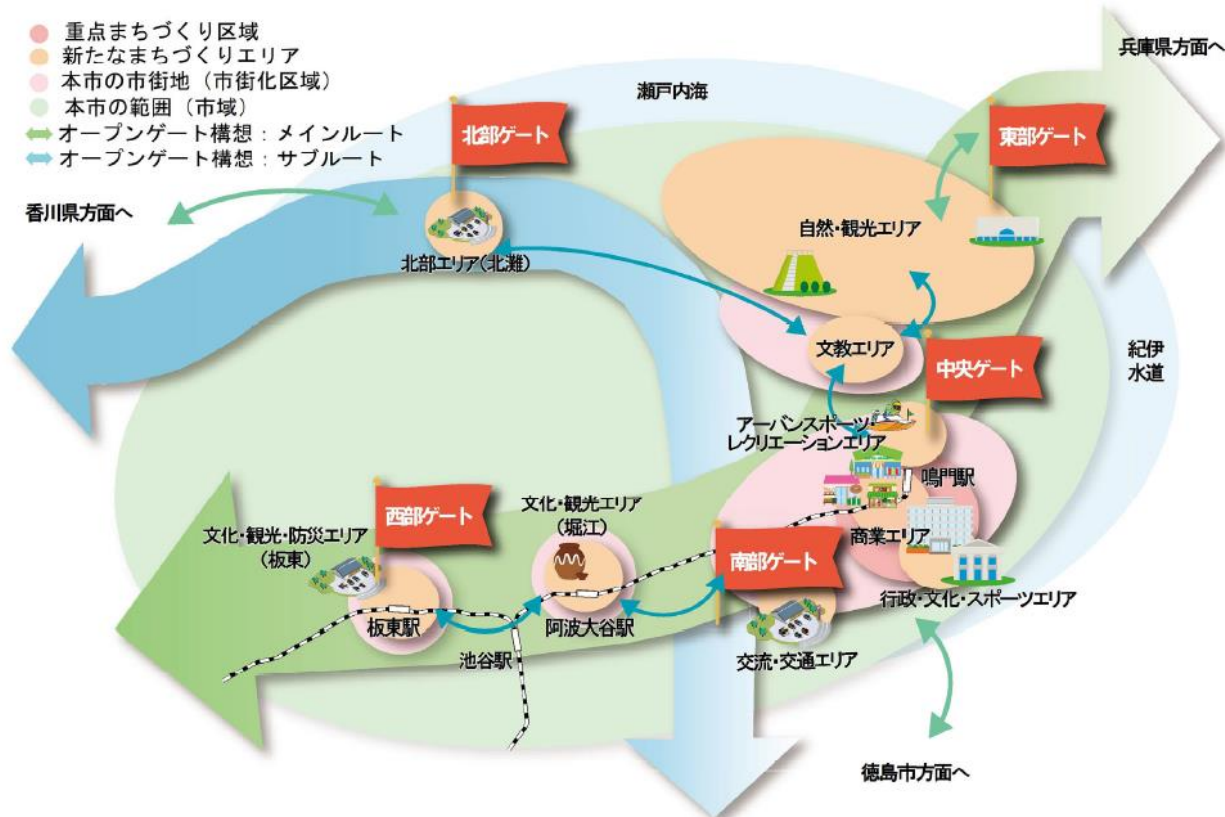 重点まちづくり区域
新たなまちづくりエリア
本市の市街地（市街化区域）
本市の範囲（市域）
オープンゲート構想：メインルート
オープンゲート構想：サブルート
兵庫県方面へ
瀬戸内海
北部ゲート
東部ゲート
香川県方面へ
自然・観光エリア
北部エリア（北灘）
文教エリア
中央ゲート
紀伊
水道
アーバンスポーツ・
レクリエーションエリア
鳴門駅
西部ゲート
文化・観光エリア
（堀江）
文化・観光・防災エリア
（板東）
商業エリア
南部ゲート
行政・文化・スポーツエリア
板東駅
阿波大谷駅
池谷駅
交流・交通エリア
徳島市方面へ